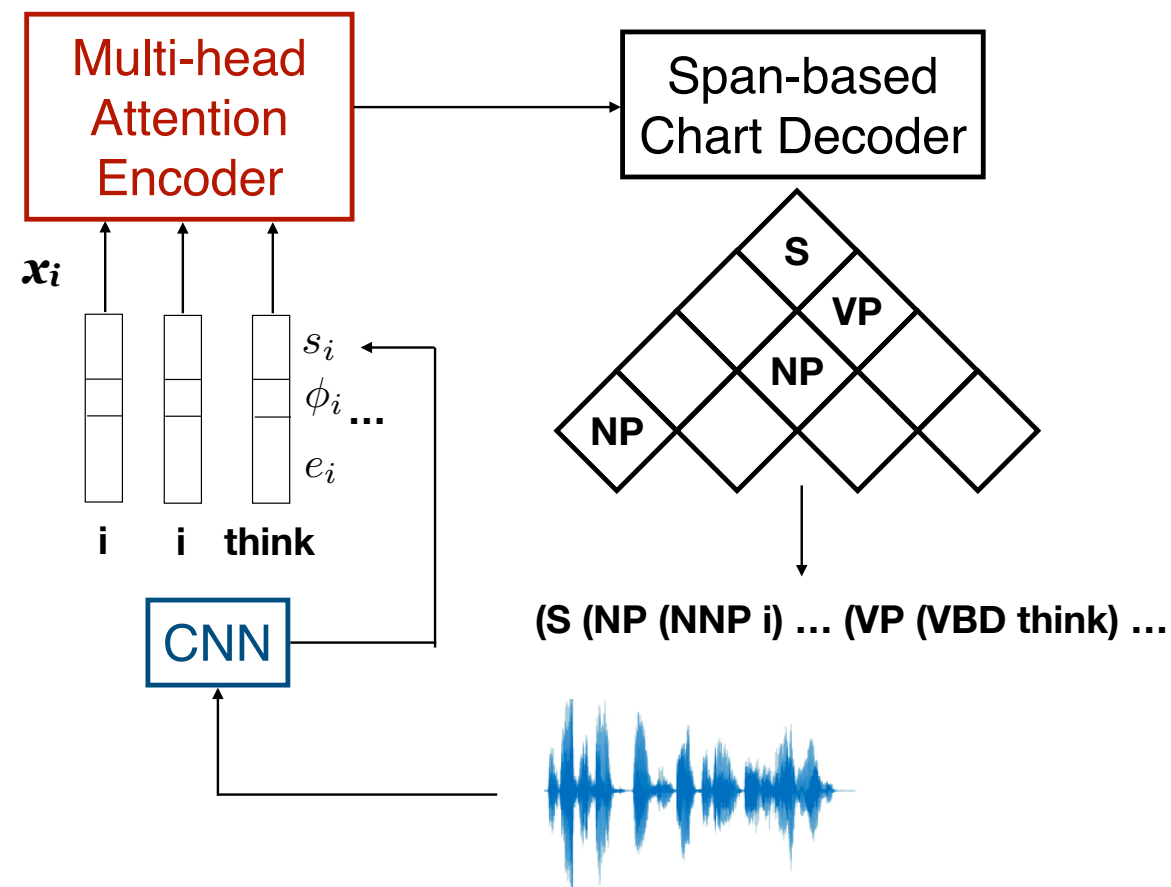 Multi-head
Attention
Encoder
Span-based
Chart Decoder
x_i
s_i
ϕ_i ...
e_i
i i think
S
VP
NP
NP
CNN
(S (NP (NNP i) ... (VP (VBD think) ...